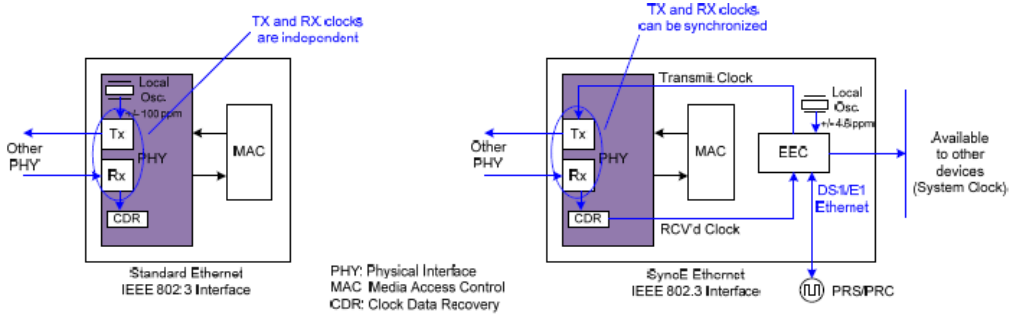 TX and RX clocks
are independent
Local
Osc.
+/-100ppm
Tx
PHY
Rx
CDR
MAC
Other
PHY
Standard Ethernet
IEEE 802.3 Interface
PHY: Physical Interface
MAC Media Access Control
CDR: Clock Data Recovery
TX and RX clocks
can be synchronized
Transmit Clock
Local
Osc.
+/-4.6ppm
Tx
PHY
Rx
CDR
MAC
EEC
Other
PHY
RCV'd Clock
DS1/E1
Ethernet
Available
to other
devices
(System Clock)
PRS/PRC
SyncE Ethernet
IEEE 802.3 Interface